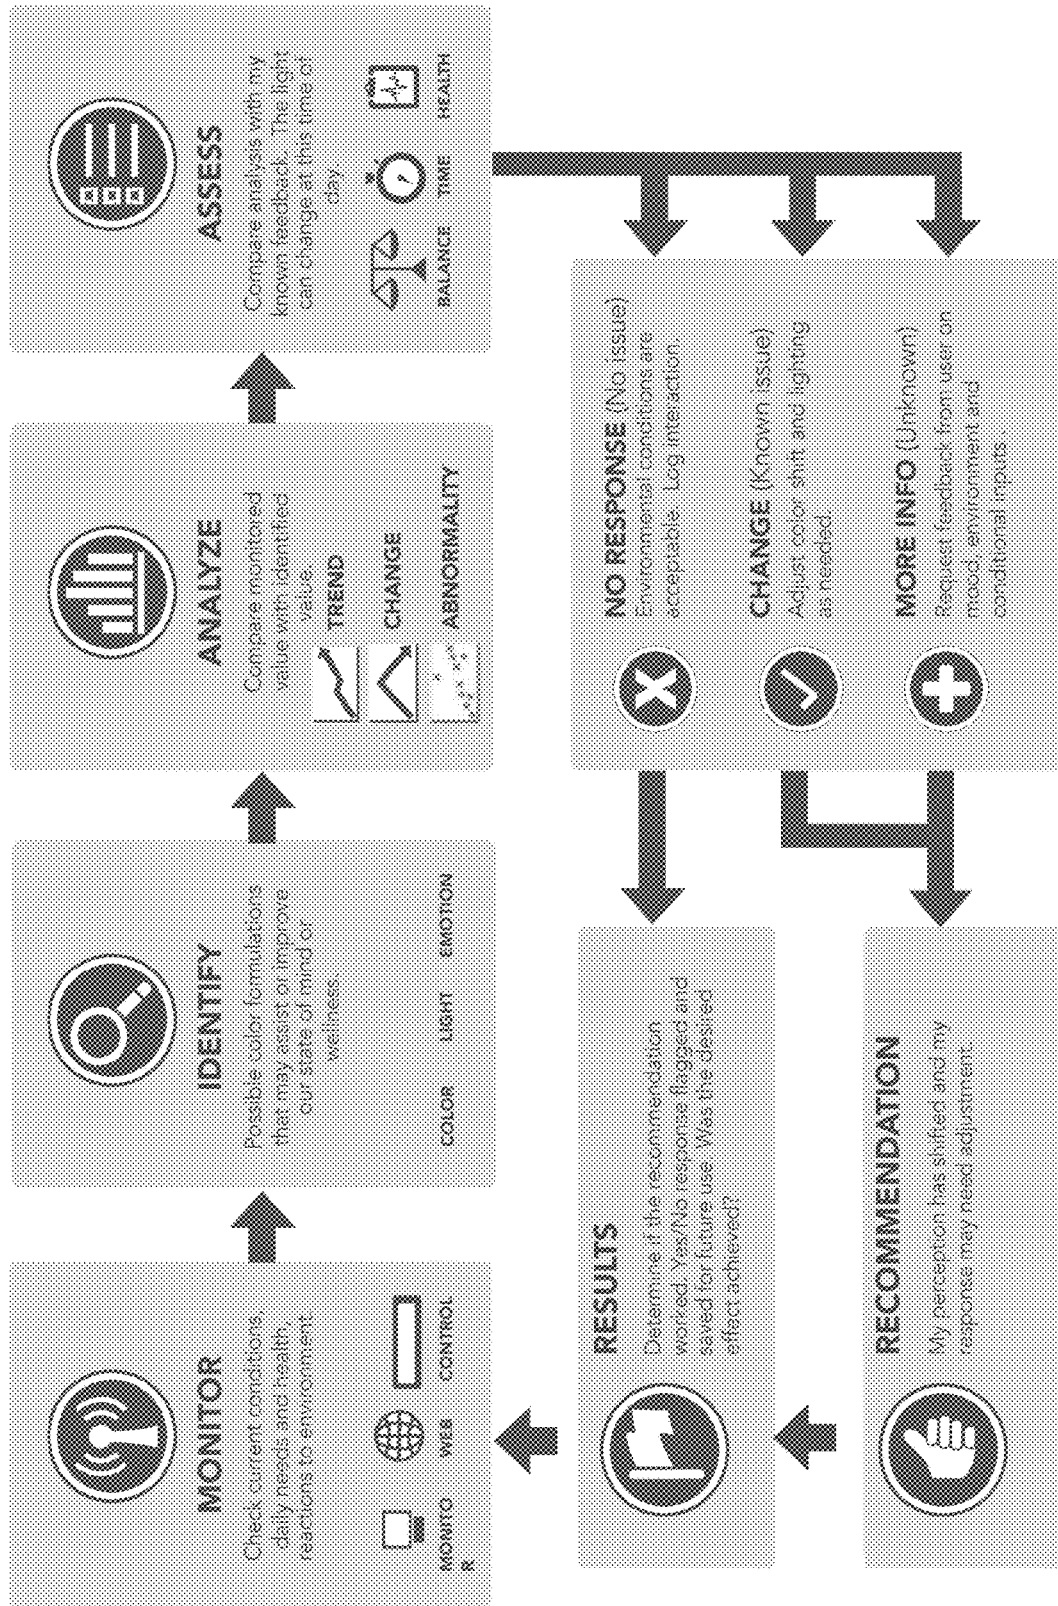 MONITOR
Check current conditions,
daily needs and health,
reactions to environment.
MONITO
R
WEB
CONTROL
IDENTIFY
Possible color formulations
that may assist or improve
our state of mind or
wellness.
COLOR
LIGHT
EMOTION
ANALYZE
Compare monitored
value with identified
value.
TREND
CHANGE
ABNORMALITY
ASSESS
Compare analysis with my
known feedback. The light
can change at this time of
day.
BALANCE
TIME
HEALTH
RESULTS
Determine if the recommendation
worked. Yes/No response flagged and
saved for future use. Was the desired
effect achieved?
NO RESPONSE (No issue)
Environmental conditions are
acceptable. Log interaction.
CHANGE (Known issue)
Adjust color shift and lighting
as needed.
MORE INFO (Unknown)
Request feedback from user on
mood, environment and
conditional inputs.
RECOMMENDATION
My perception has shifted and my
response may need adjustment.